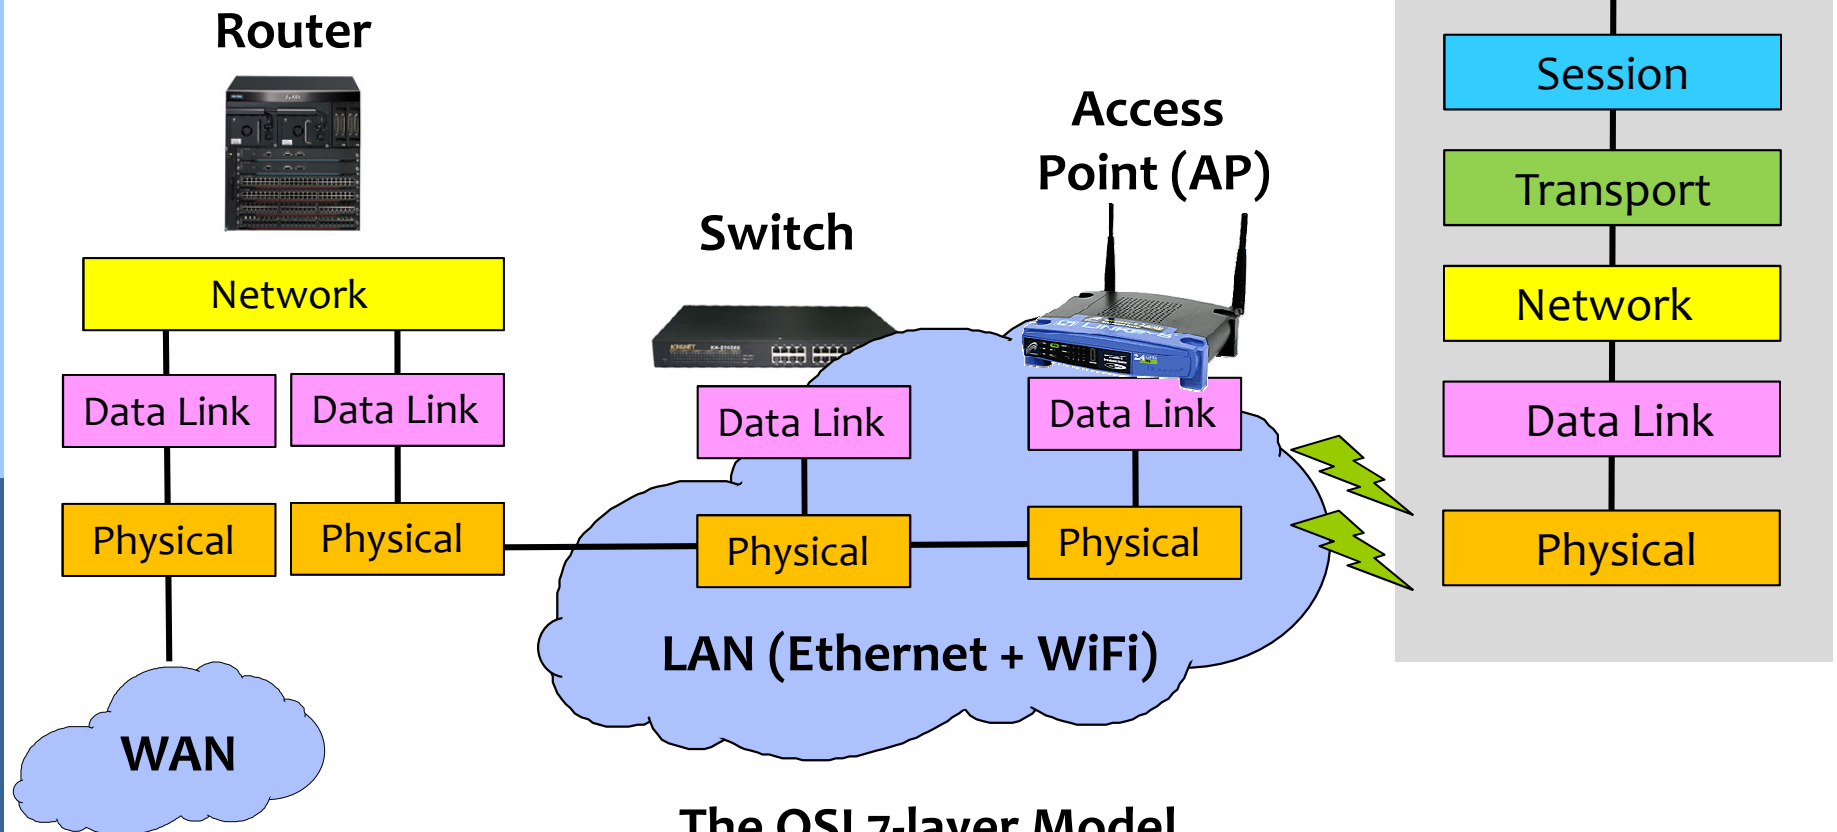 Router
Network
Data Link
Data Link
Physical
Physical
WAN
Switch
Data Link
Physical
Access
Point (AP)
Data Link
Physical
LAN (Ethernet + WiFi)
Session
Transport
Network
Data Link
Physical
The OSI 7-layer Model